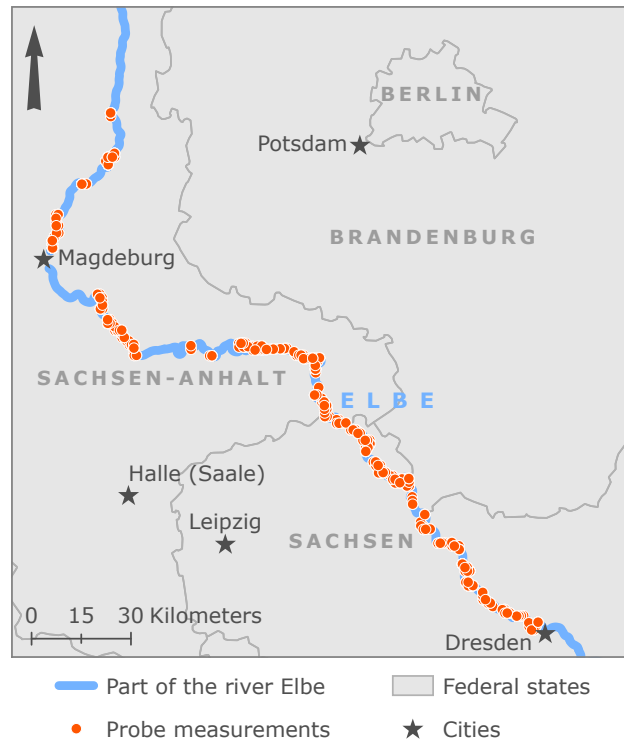 BERLIN
Potsdam
BRANDENBURG
Magdeburg
SACHSEN-ANHALT
ELBE
Halle (Saale)
Leipzig
SACHSEN
0 15 30 Kilometers
Dresden
Part of the river Elbe
Federal states
Probe measurements
Cities